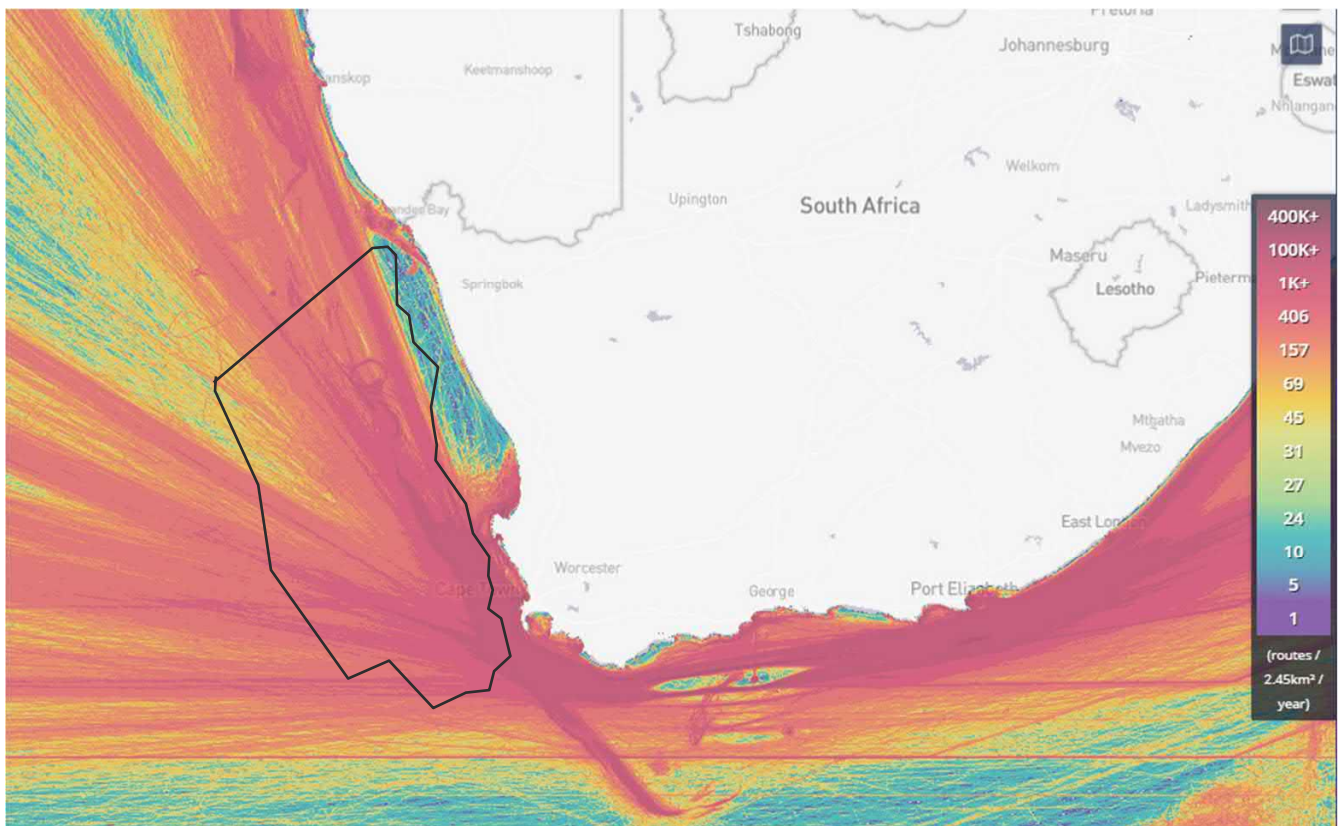 Pretoria
Tshabong
Johannesburg
Keetmanshoop
anskop
Eswat
Nhlangan
Welkom
Upington
South Africa
Ladysmith
Maseru
Lesotho
Pieterm
Springbok
Mthatha
Mvezo
East London
Worcester
George
Port Elizabeth
Cape Town
400K+
100K+
1K+
406
157
69
45
31
27
24
10
5
1
(routes /
2.45km² /
year)